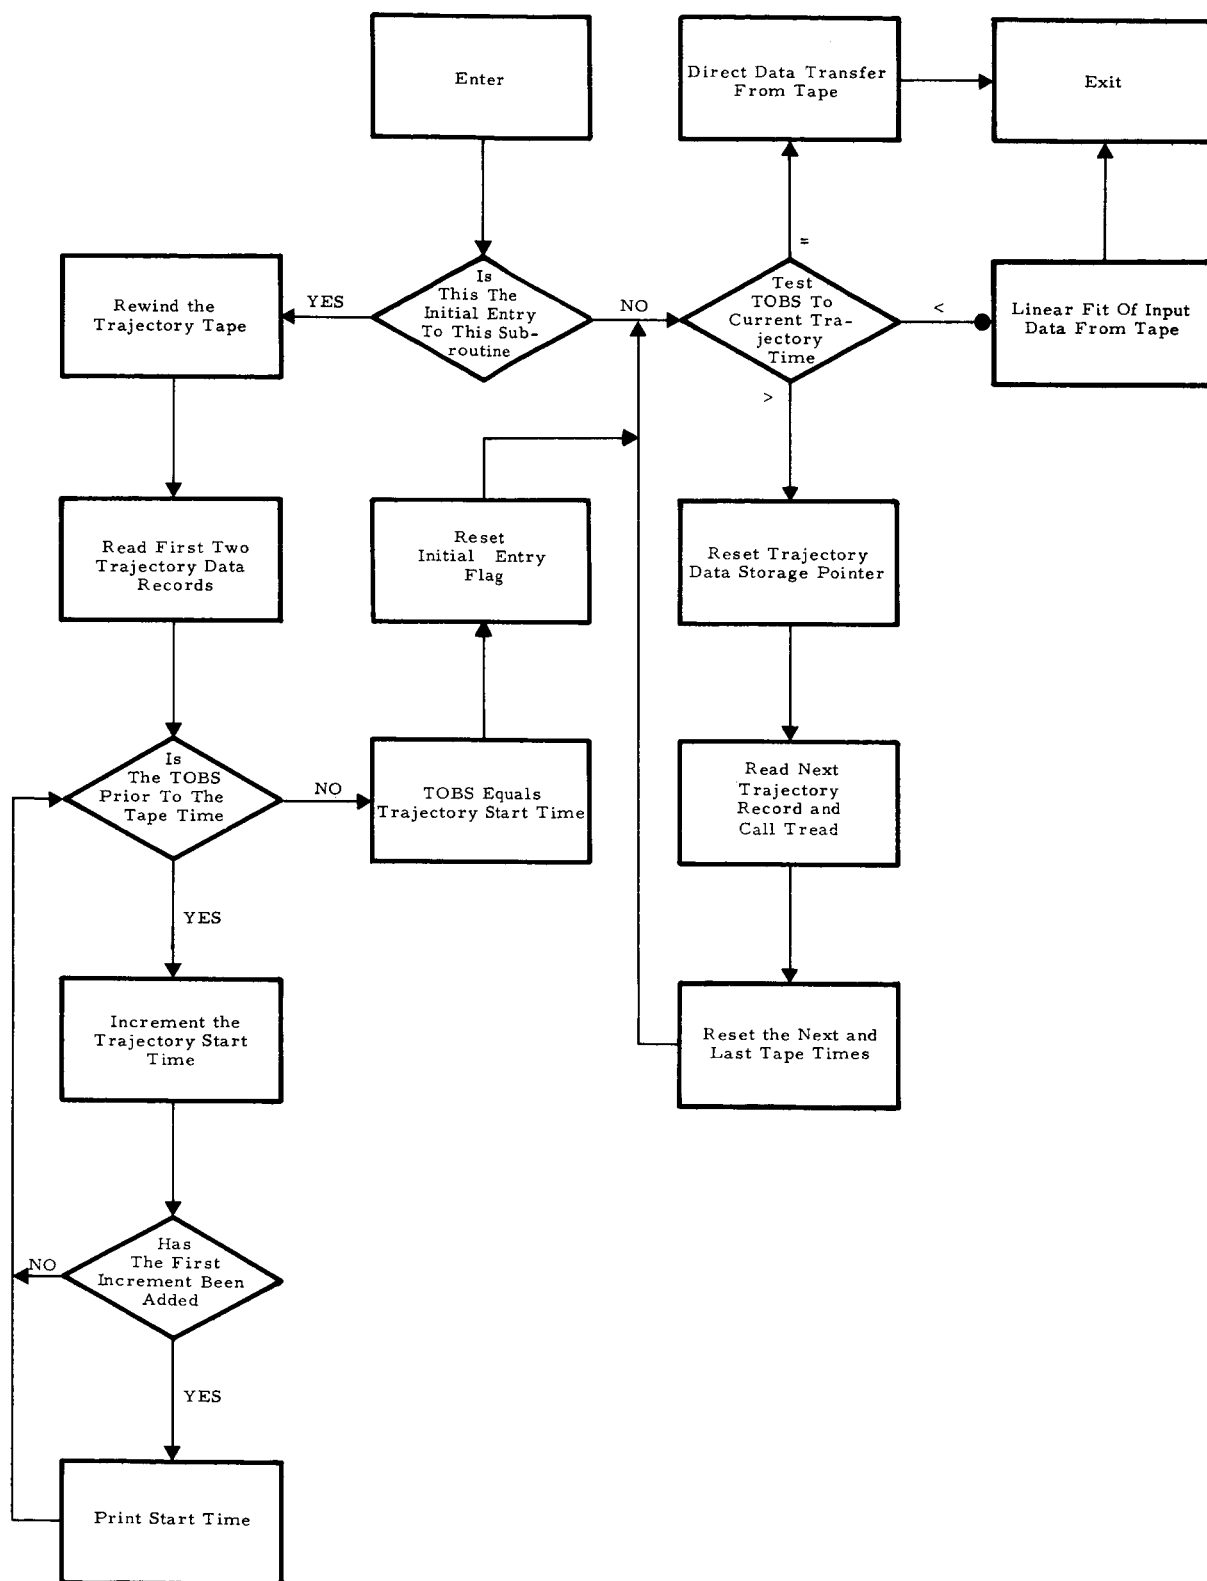 Enter
Direct Data Transfer
From Tape
Exit
=
Rewind the
Trajectory Tape
YES
Is
This The
Initial Entry
To This Sub-
routine
NO
Test
TOBS To
Current Tra-
jectory
Time
<
Linear Fit Of Input
Data From Tape
>
Read First Two
Trajectory Data
Records
Reset
Initial Entry
Flag
Reset Trajectory
Data Storage Pointer
Is
The TOBS
Prior To The
Tape Time
NO
TOBS Equals
Trajectory Start Time
Read Next
Trajectory
Record and
Call Tread
YES
Increment the
Trajectory Start
Time
Reset the Next and
Last Tape Times
NO
Has
The First
Increment Been
Added
YES
Print Start Time